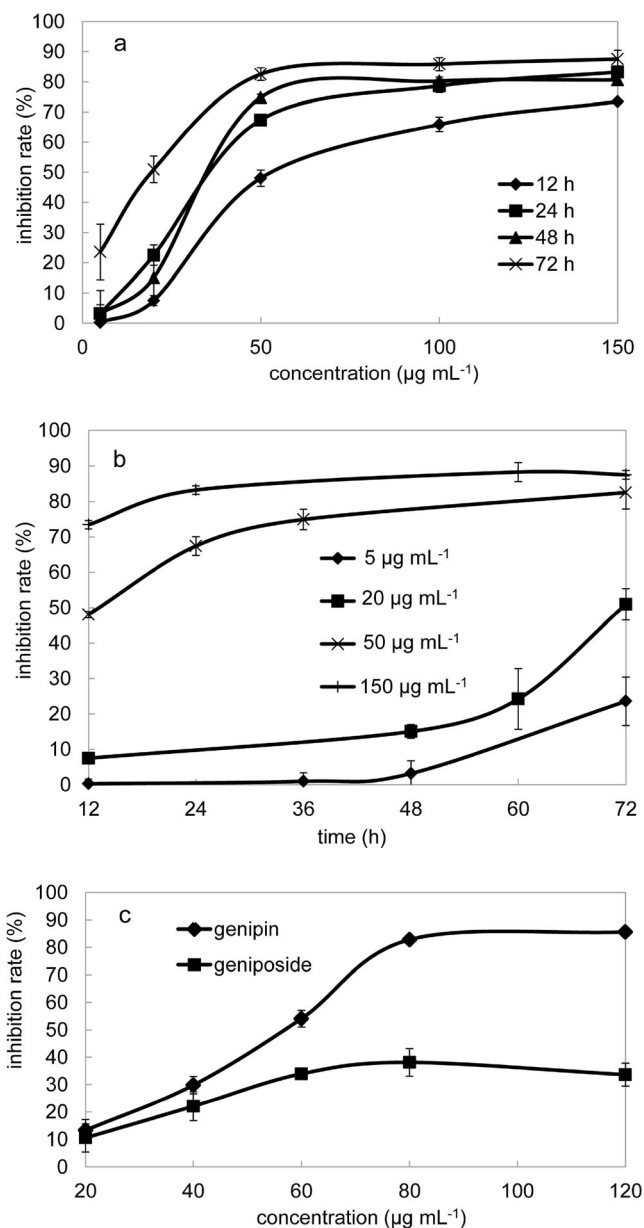 a
inhibition rate (%)
100
90
80
70
60
50
40
30
20
10
0
12 h
24 h
48 h
72 h
0 50 100 150
concentration (µg mL⁻¹)
b
inhibition rate (%)
100
90
80
70
60
50
40
30
20
10
0
5 µg mL⁻¹
20 µg mL⁻¹
50 µg mL⁻¹
150 µg mL⁻¹
12 24 36 48 60 72
time (h)
c
inhibition rate (%)
100
90
80
70
60
50
40
30
20
10
0
genipin
geniposide
20 40 60 80 100 120
concentration (µg mL⁻¹)